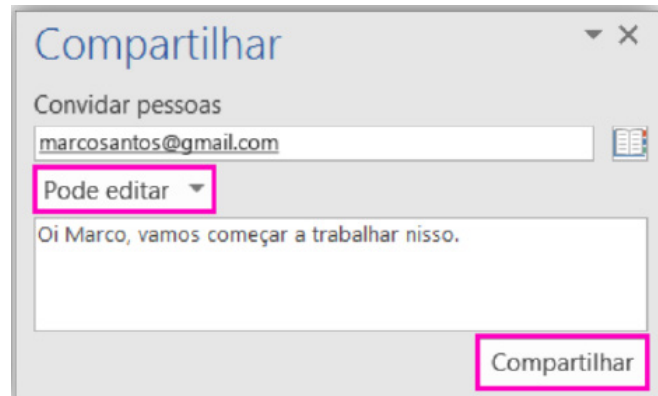 Compartilhar
Convidar pessoas
marcosantos@gmail.com
Pode editar
Oi Marco, vamos começar a trabalhar nisso.
Compartilhar